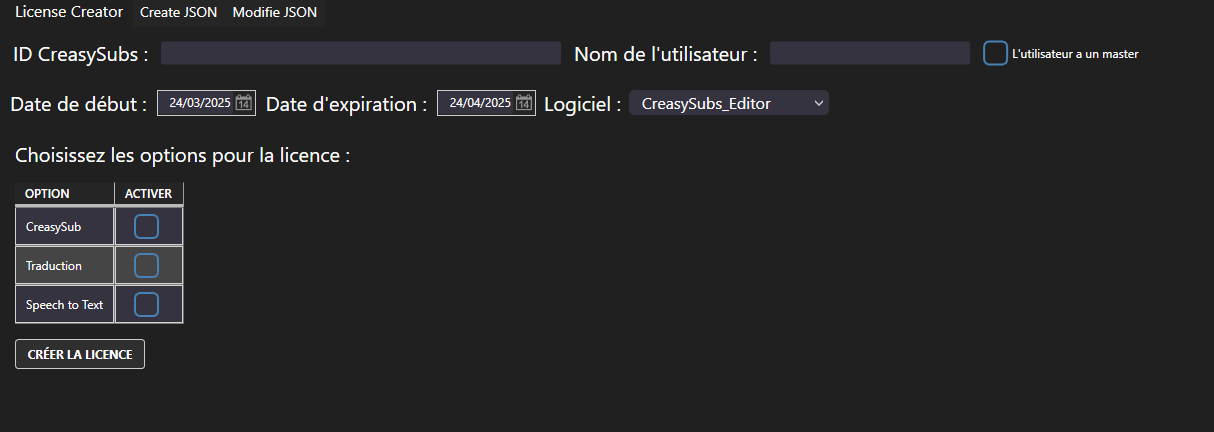 License Creator Create JSON Modifie JSON
ID CreasySubs : Nom de l'utilisateur : L'utilisateur a un master
Date de début : 24/03/2025 14 Date d'expiration : 24/04/2025 14 Logiciel : CreasySubs_Editor
Choisissez les options pour la licence :
OPTION ACTIVER
CreasySub
Traduction
Speech to Text
CRÉER LA LICENCE